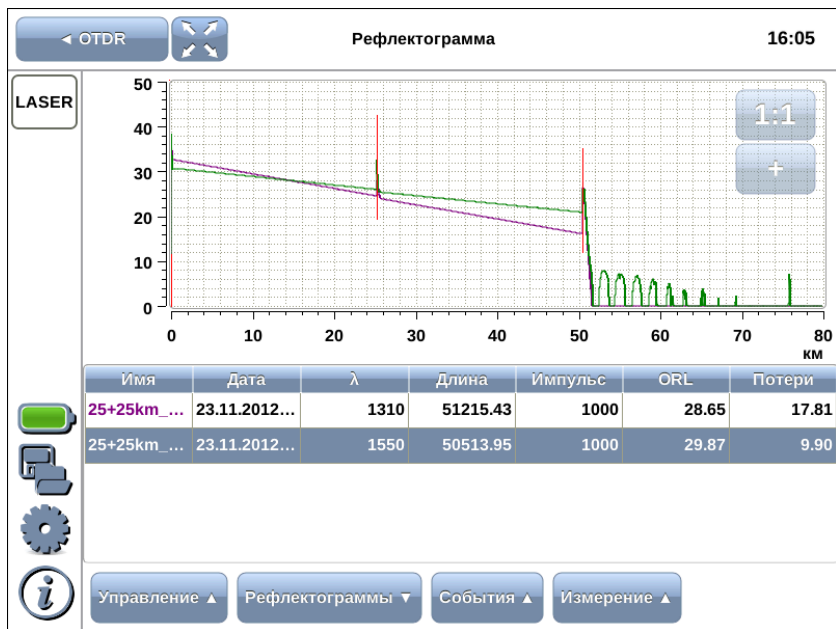 ◄ OTDR
Рефлектограмма
16:05
LASER
50
40
30
20
10
0
1:1
+
0 10 20 30 40 50 60 70 80
км
Имя Дата λ Длина Импульс ORL Потери
25+25km_... 23.11.2012... 1310 51215.43 1000 28.65 17.81
25+25km_... 23.11.2012... 1550 50513.95 1000 29.87 9.90
i
Управление ▲ Рефлектограммы ▼ События ▲ Измерение ▲